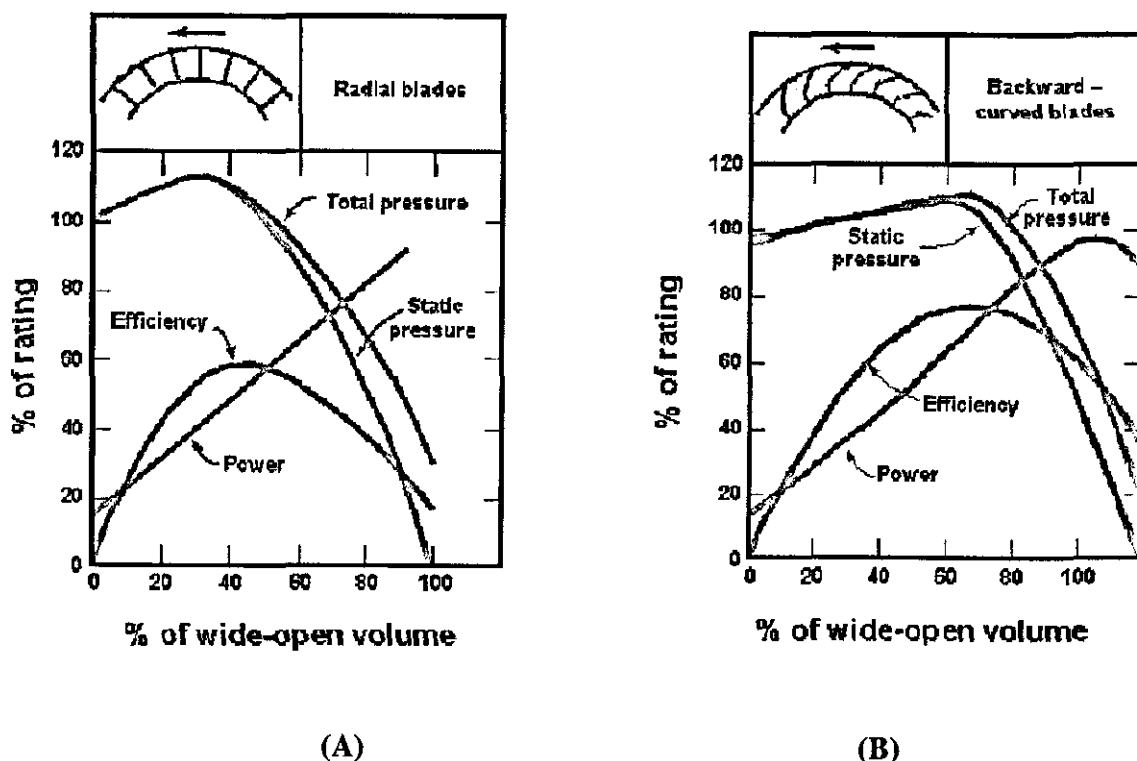 Radial blades
120
100
80
60
40
20
0
Total pressure
Static
pressure
Efficiency
Power
% of rating
0 20 40 60 80 100
% of wide-open volume
(A)
Backward –
curved blades
120
100
80
60
40
20
0
Total
pressure
Static
pressure
Efficiency
Power
% of rating
0 20 40 60 80 100
% of wide-open volume
(B)